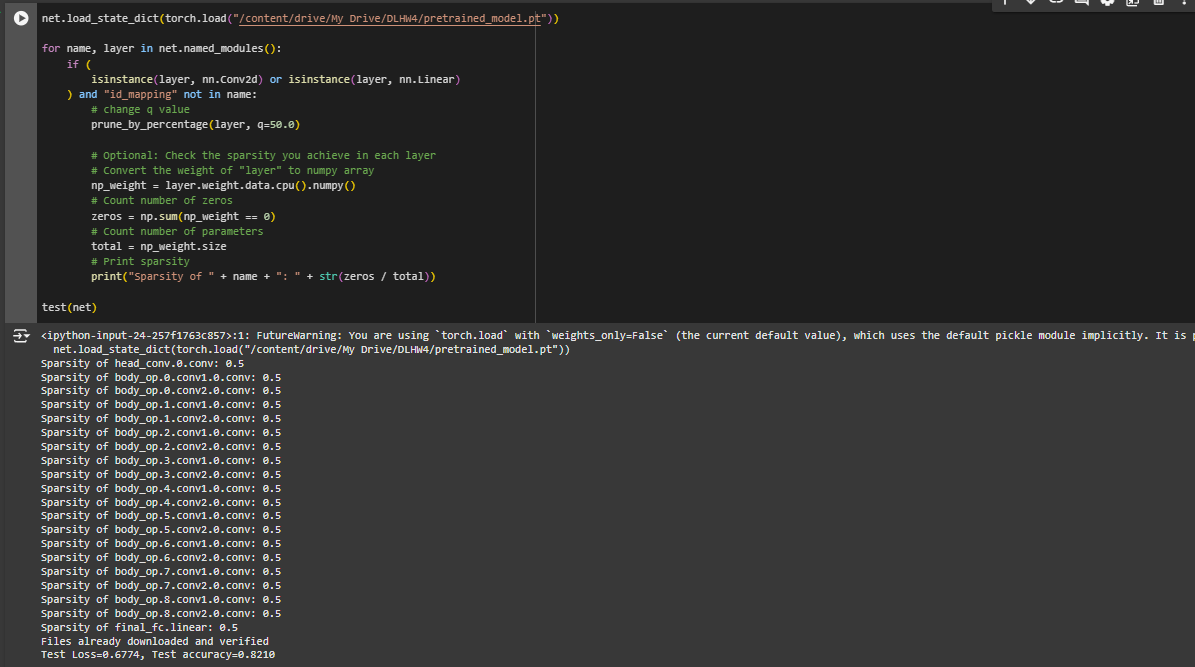 net.load_state_dict(torch.load("/content/drive/My Drive/DLHW4/pretrained_model.pt"))
for name, layer in net.named_modules():
    if (
        isinstance(layer, nn.Conv2d) or isinstance(layer, nn.Linear)
    ) and "id_mapping" not in name:
        # change q value
        prune_by_percentage(layer, q=50.0)
        # Optional: Check the sparsity you achieve in each layer
        # Convert the weight of "layer" to numpy array
        np_weight = layer.weight.data.cpu().numpy()
        # Count number of zeros
        zeros = np.sum(np_weight == 0)
        # Count number of parameters
        total = np_weight.size
        # Print sparsity
        print("Sparsity of " + name + ": " + str(zeros / total))
test(net)
<ipython-input-24-257f1763c857>:1: FutureWarning: You are using `torch.load` with `weights_only=False` (the current default value), which uses the default pickle module implicitly. It is
  net.load_state_dict(torch.load("/content/drive/My Drive/DLHW4/pretrained_model.pt"))
Sparsity of head_conv.0.conv: 0.5
Sparsity of body_op.0.conv1.0.conv: 0.5
Sparsity of body_op.0.conv2.0.conv: 0.5
Sparsity of body_op.1.conv1.0.conv: 0.5
Sparsity of body_op.1.conv2.0.conv: 0.5
Sparsity of body_op.2.conv1.0.conv: 0.5
Sparsity of body_op.2.conv2.0.conv: 0.5
Sparsity of body_op.3.conv1.0.conv: 0.5
Sparsity of body_op.3.conv2.0.conv: 0.5
Sparsity of body_op.4.conv1.0.conv: 0.5
Sparsity of body_op.4.conv2.0.conv: 0.5
Sparsity of body_op.5.conv1.0.conv: 0.5
Sparsity of body_op.5.conv2.0.conv: 0.5
Sparsity of body_op.6.conv1.0.conv: 0.5
Sparsity of body_op.6.conv2.0.conv: 0.5
Sparsity of body_op.7.conv1.0.conv: 0.5
Sparsity of body_op.7.conv2.0.conv: 0.5
Sparsity of body_op.8.conv1.0.conv: 0.5
Sparsity of body_op.8.conv2.0.conv: 0.5
Sparsity of final_fc.linear: 0.5
Files already downloaded and verified
Test Loss=0.6774, Test accuracy=0.8210